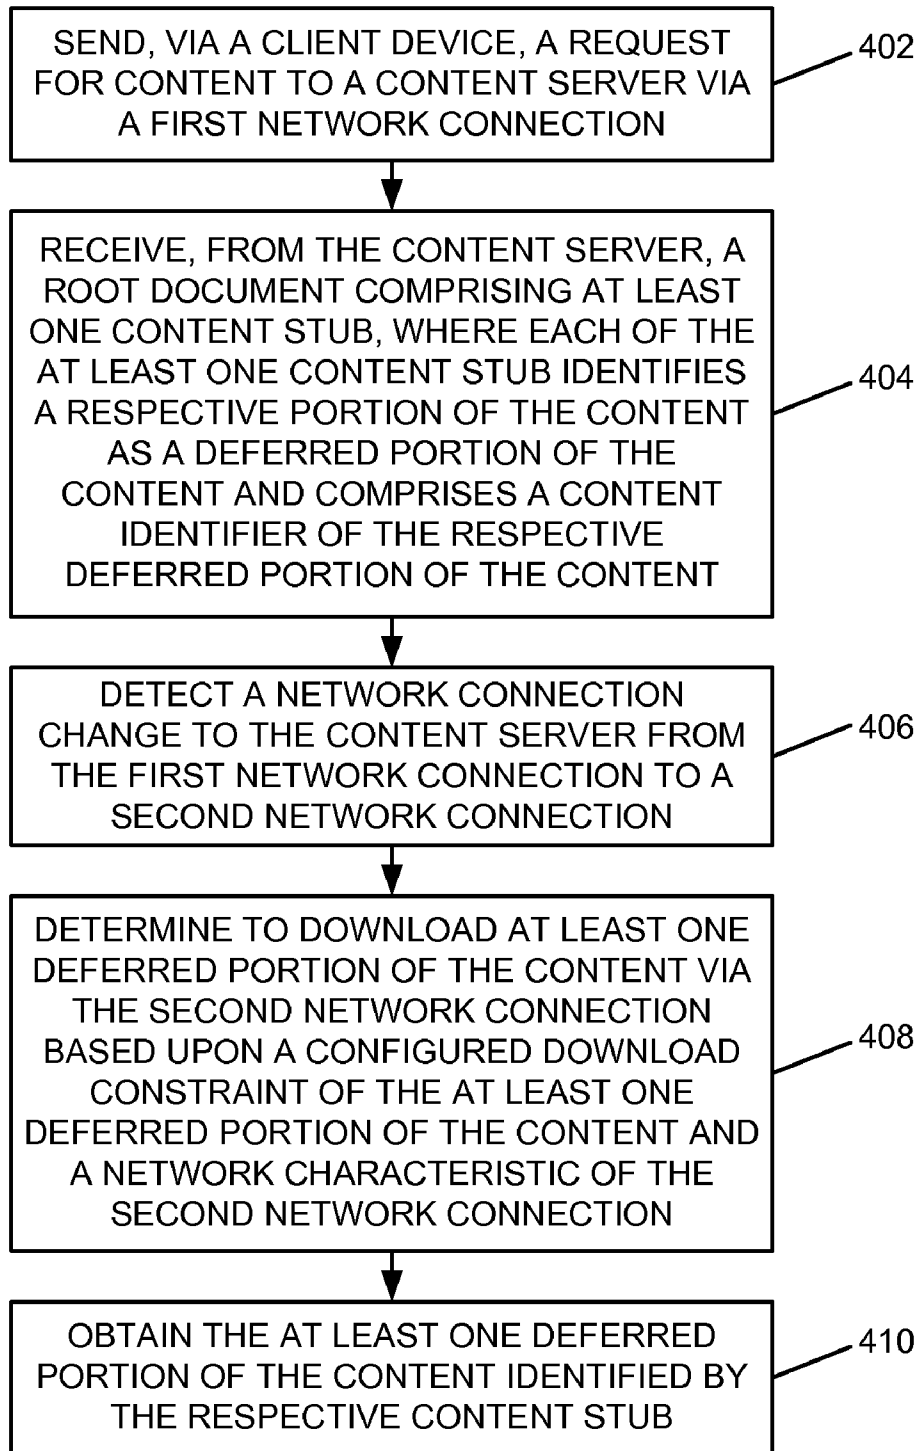 SEND, VIA A CLIENT DEVICE, A REQUEST
FOR CONTENT TO A CONTENT SERVER VIA
A FIRST NETWORK CONNECTION
402
RECEIVE, FROM THE CONTENT SERVER, A
ROOT DOCUMENT COMPRISING AT LEAST
ONE CONTENT STUB, WHERE EACH OF THE
AT LEAST ONE CONTENT STUB IDENTIFIES
A RESPECTIVE PORTION OF THE CONTENT
AS A DEFERRED PORTION OF THE
CONTENT AND COMPRISES A CONTENT
IDENTIFIER OF THE RESPECTIVE
DEFERRED PORTION OF THE CONTENT
404
DETECT A NETWORK CONNECTION
CHANGE TO THE CONTENT SERVER FROM
THE FIRST NETWORK CONNECTION TO A
SECOND NETWORK CONNECTION
406
DETERMINE TO DOWNLOAD AT LEAST ONE
DEFERRED PORTION OF THE CONTENT VIA
THE SECOND NETWORK CONNECTION
BASED UPON A CONFIGURED DOWNLOAD
CONSTRAINT OF THE AT LEAST ONE
DEFERRED PORTION OF THE CONTENT AND
A NETWORK CHARACTERISTIC OF THE
SECOND NETWORK CONNECTION
408
OBTAIN THE AT LEAST ONE DEFERRED
PORTION OF THE CONTENT IDENTIFIED BY
THE RESPECTIVE CONTENT STUB
410